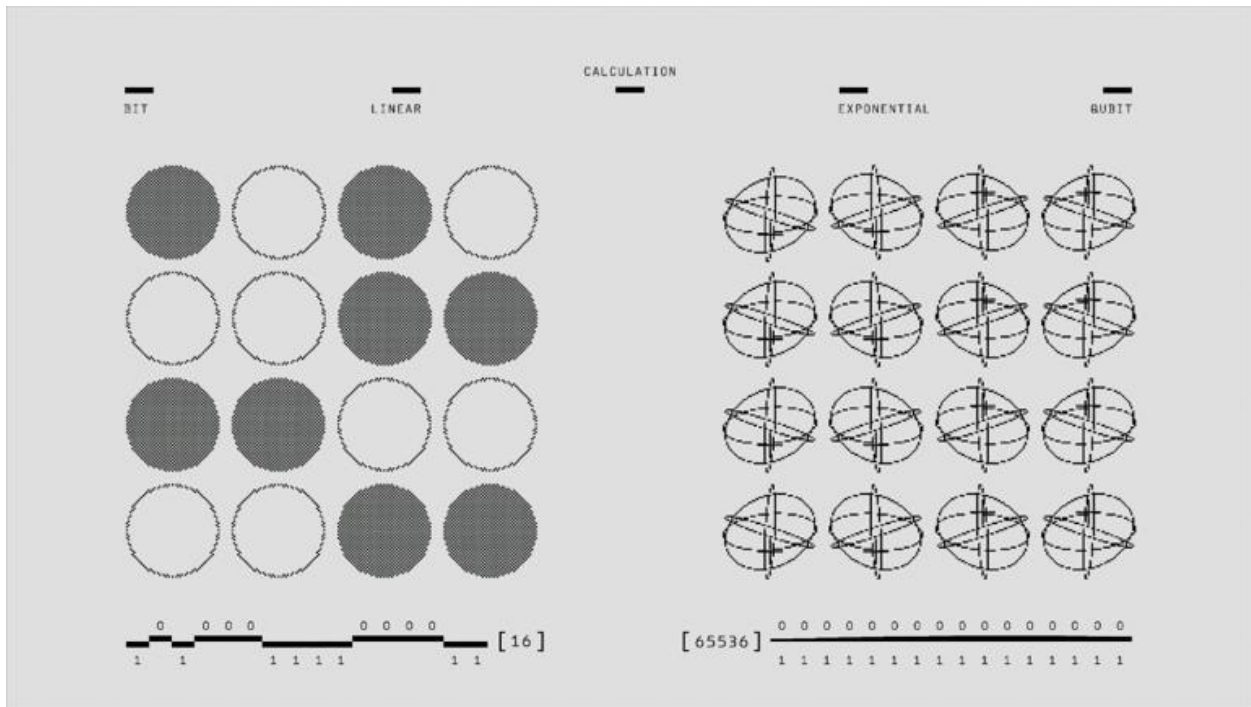 CALCULATION
BIT LINEAR EXPONENTIAL QUBIT
0 0 0 0 0 0 0 0
[16]
1 1 1 1 1 1 1 1
0 0 0 0 0 0 0 0 0 0 0 0 0 0 0 0
[65536]
1 1 1 1 1 1 1 1 1 1 1 1 1 1 1 1